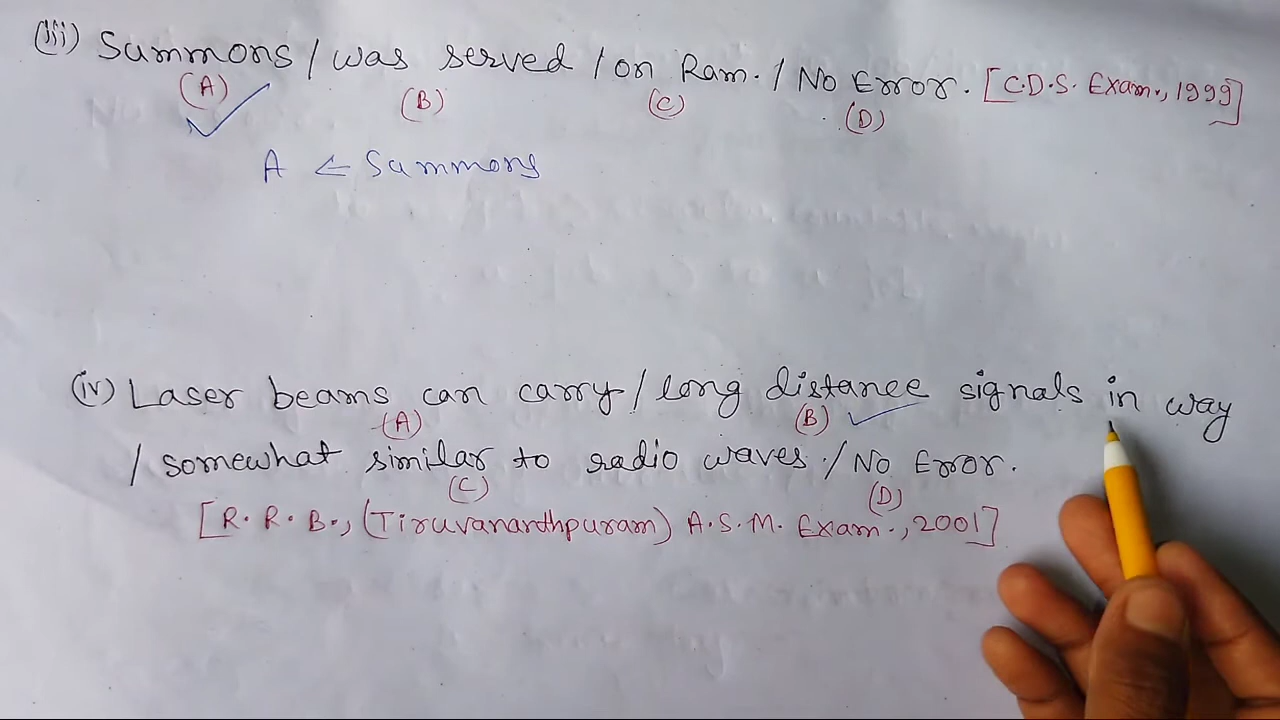 (iii) Summons / was served / on Ram. / No Error. [C.D.S. Exam., 1999]
(A) (B) (C) (D)
A < Summons
(iv) Laser beams can carry / long distance signals in way
(A) (B)
/ somewhat similar to radio waves. / No Error.
(C) (D)
[R.R.B., (Tiruvananthpuram) A.S.M. Exam., 2001]